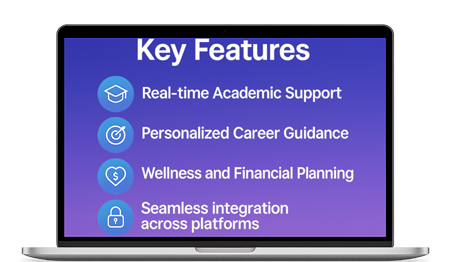 Key Features
Real-time Academic Support
Personalized Career Guidance
Wellness and Financial Planning
Seamless integration
across platforms